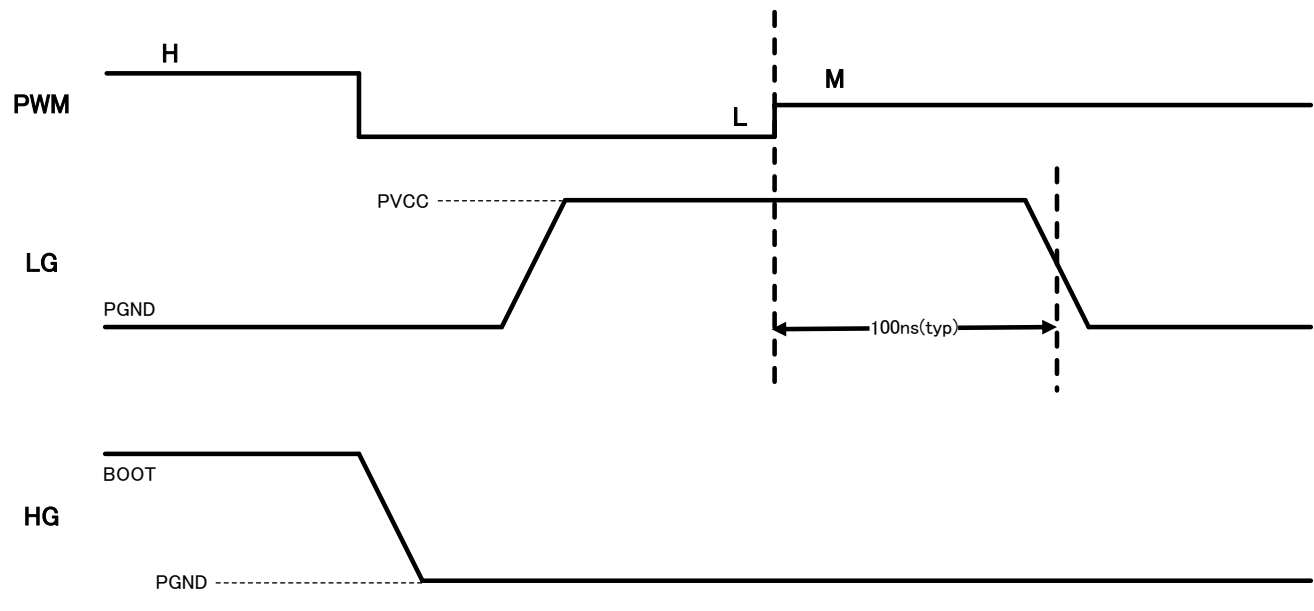 H
M
PWM
L
PVCC
LG
PGND
100ns(typ)
BOOT
HG
PGND